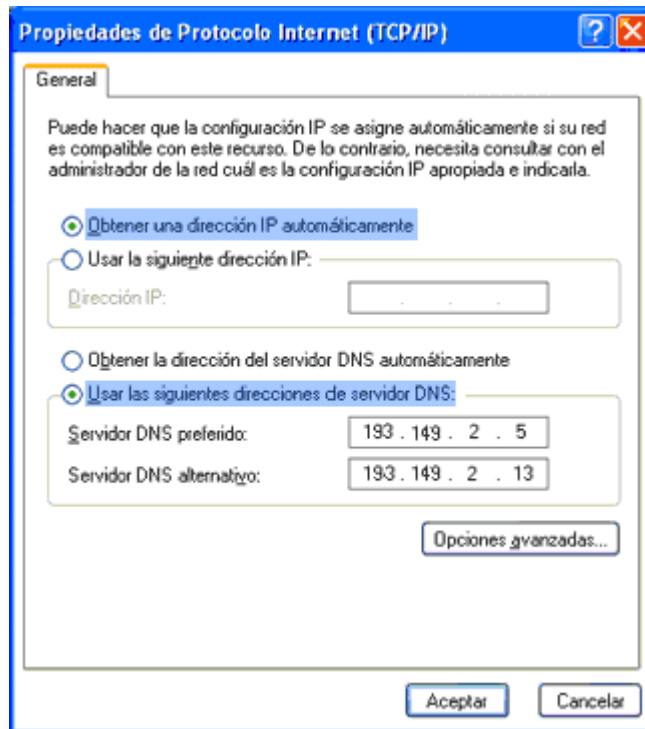 Propiedades de Protocolo Internet (TCP/IP)
General
Puede hacer que la configuración IP se asigne automáticamente si su red
es compatible con este recurso. De lo contrario, necesita consultar con el
administrador de la red cuál es la configuración IP apropiada e indicarla.
Obtener una dirección IP automáticamente
Usar la siguiente dirección IP:
Dirección IP:
Obtener la dirección del servidor DNS automáticamente
Usar las siguientes direcciones de servidor DNS:
Servidor DNS preferido: 193 . 149 . 2 . 5
Servidor DNS alternativo: 193 . 149 . 2 . 13
Opciones avanzadas...
Aceptar Cancelar